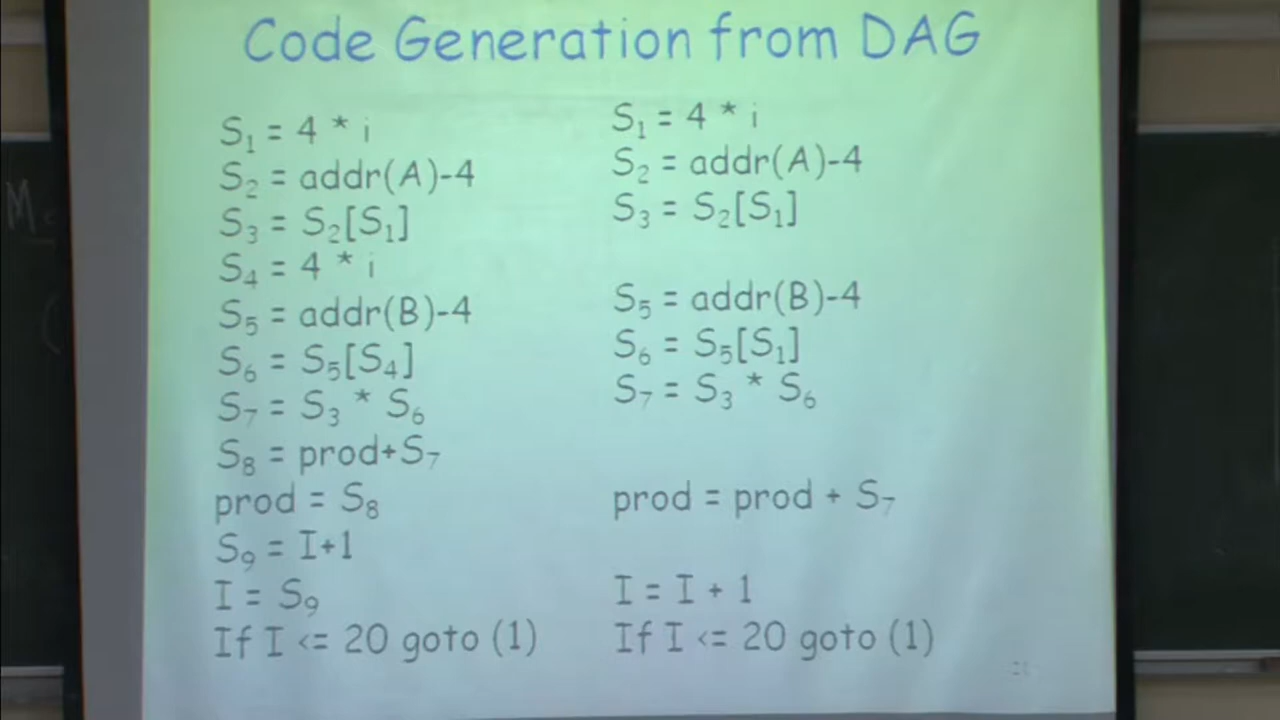 Code Generation from DAG
S₁ = 4 * i
S₂ = addr(A)-4
S₃ = S₂[S₁]
S₄ = 4 * i
S₅ = addr(B)-4
S₆ = S₅[S₄]
S₇ = S₃ * S₆
S₈ = prod+S₇
prod = S₈
S₉ = I+1
I = S₉
If I <= 20 goto (1)
S₁ = 4 * i
S₂ = addr(A)-4
S₃ = S₂[S₁]
S₅ = addr(B)-4
S₆ = S₅[S₁]
S₇ = S₃ * S₆
prod = prod + S₇
I = I + 1
If I <= 20 goto (1)